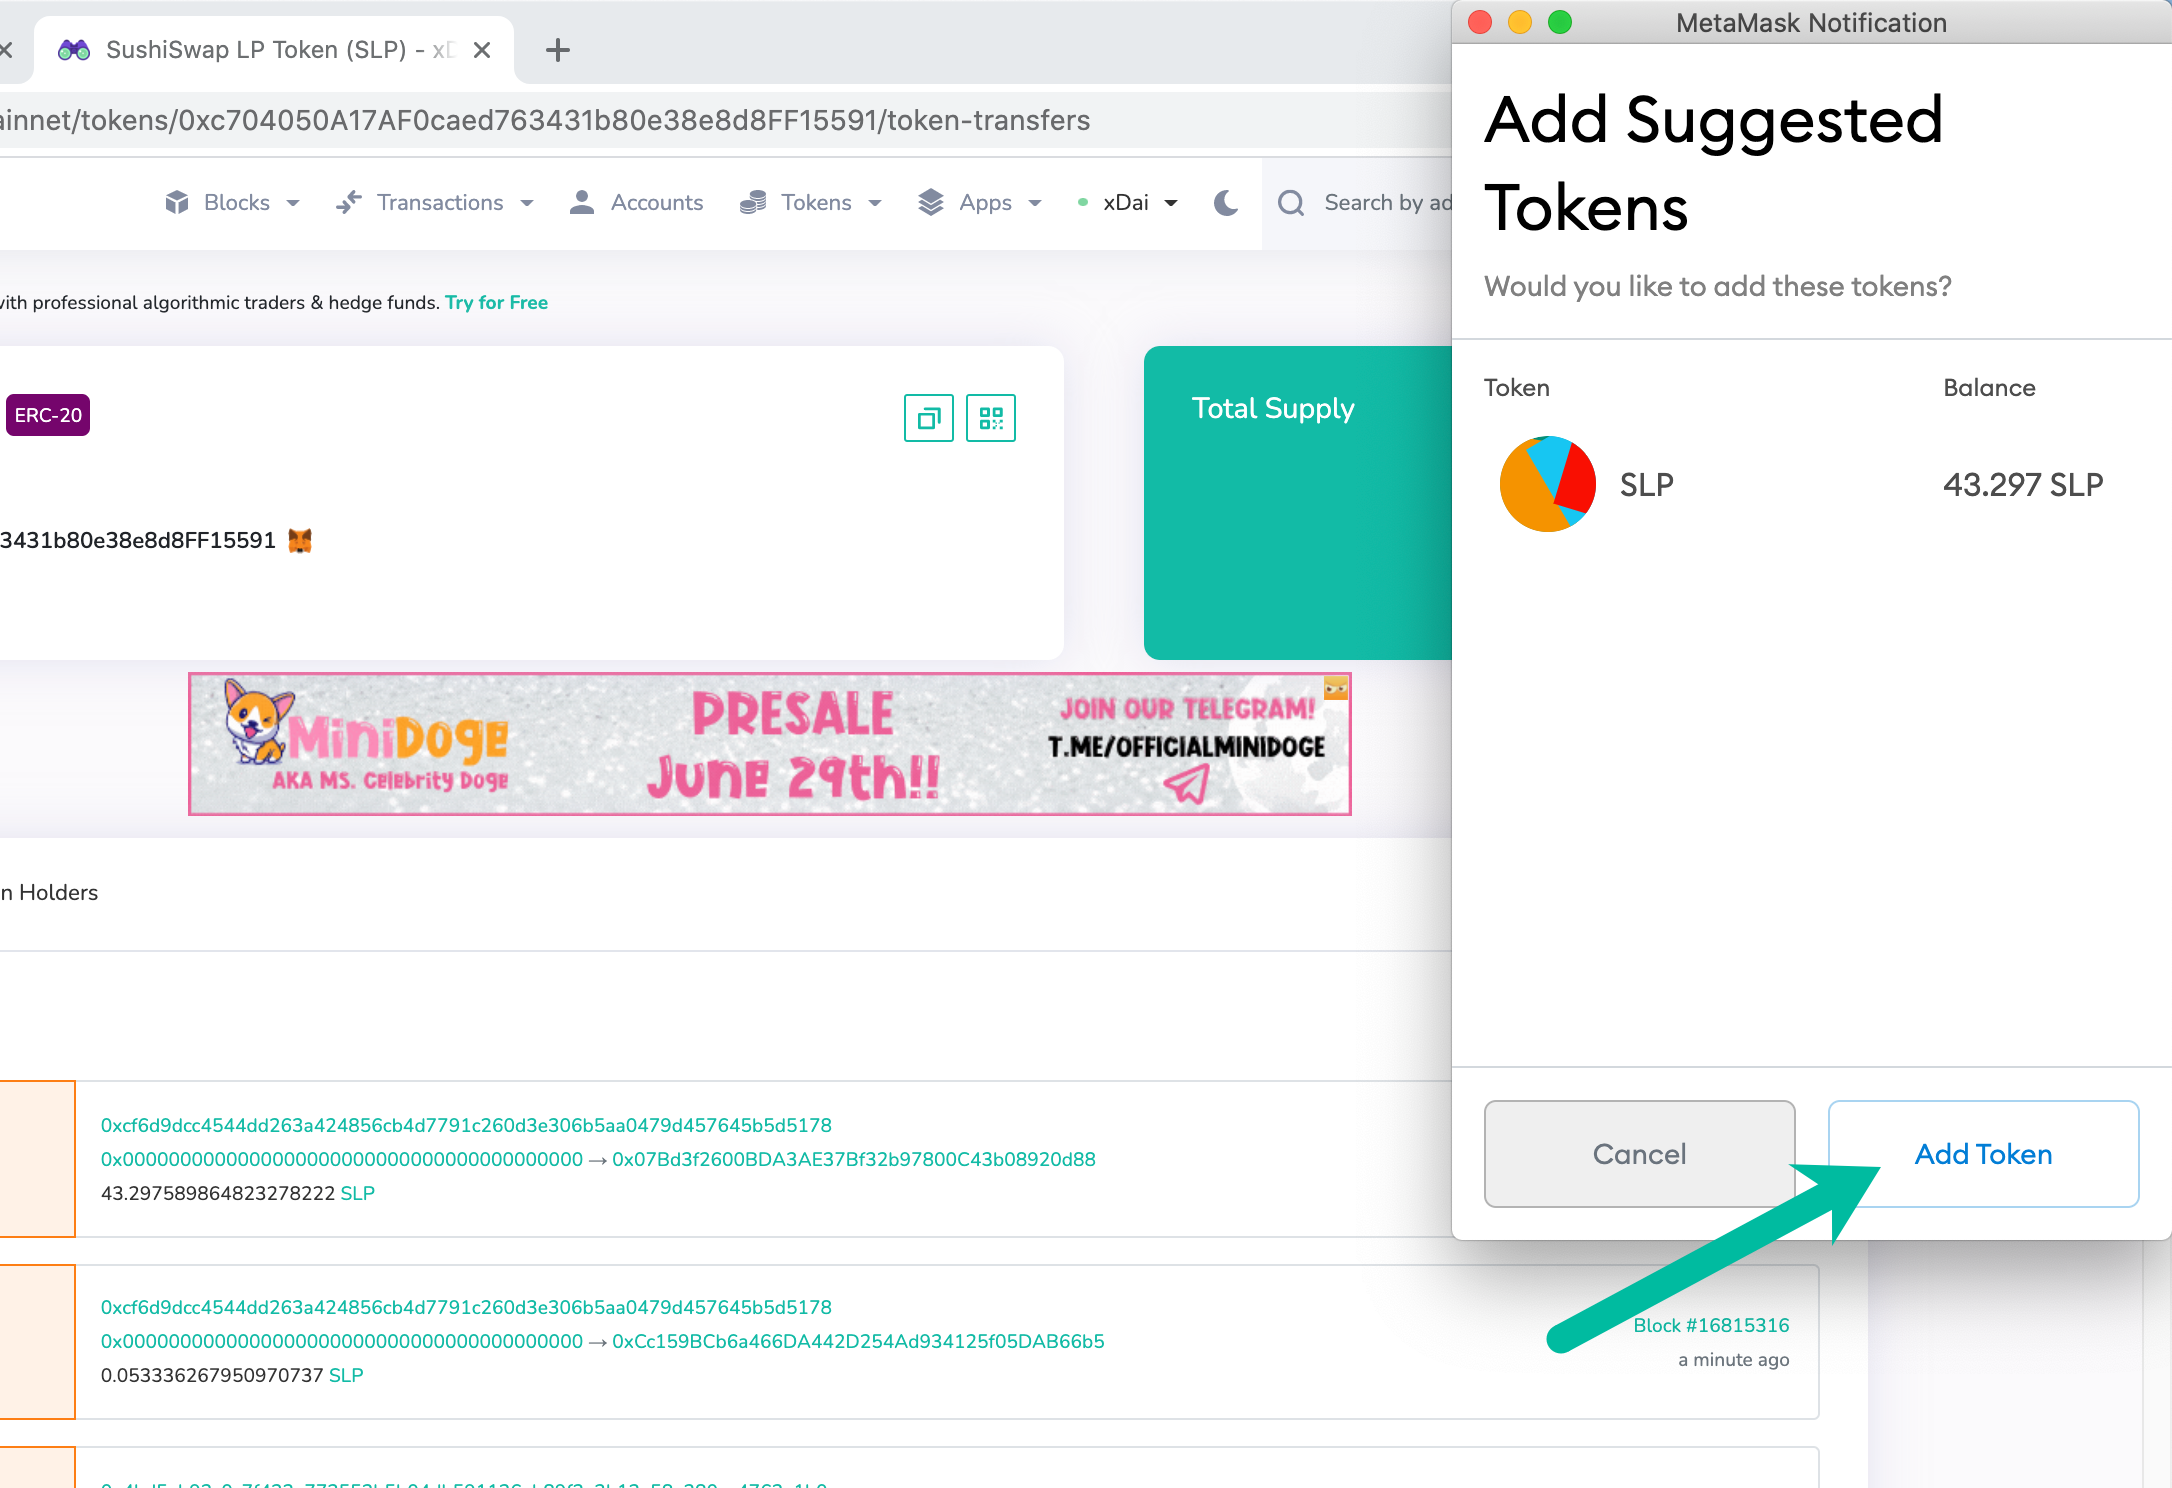 SushiSwap LP Token (SLP) - xD
ainnet/tokens/0xc704050A17AF0caed763431b80e38e8d8FF15591/token-transfers
Blocks
Transactions
Accounts
Tokens
Apps
xDai
Search by ad
with professional algorithmic traders & hedge funds. Try for Free
ERC-20
3431b80e38e8d8FF15591
Total Supply
MiniDoge
AKA MS. Celebrity Doge
PRESALE
June 29th!!
JOIN OUR TELEGRAM!
T.ME/OFFICIALMINIDOGE
n Holders
0xcf6d9dcc4544dd263a424856cb4d7791c260d3e306b5aa0479d457645b5d5178
0x0000000000000000000000000000000000000000 → 0x07Bd3f2600BDA3AE37Bf32b97800C43b08920d88
43.297589864823278222 SLP
0xcf6d9dcc4544dd263a424856cb4d7791c260d3e306b5aa0479d457645b5d5178
0x0000000000000000000000000000000000000000 → 0xCc159BCb6a466DA442D254Ad934125f05DAB66b5
0.053336267950970737 SLP
Block #16815316
a minute ago
MetaMask Notification
Add Suggested
Tokens
Would you like to add these tokens?
Token
Balance
SLP
43.297 SLP
Cancel
Add Token